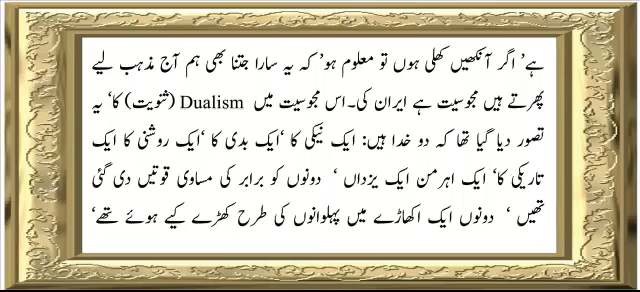 ہے’ اگر آنکھیں کھلی ہوں تو معلوم ہو’ کہ یہ سارا جتنا بھی ہم آج مذہب لیے
پھرتے ہیں مجوسیت ہے ایران کی۔اس مجوسیت میں Dualism (ثنویت) کا‘ یہ
تصور دیا گیا تھا کہ دو خدا ہیں: ایک نیکی کا ‘ایک بدی کا ‘ایک روشنی کا ایک
تاریکی کا‘ ایک اہرمن ایک یزداں ‘ دونوں کو برابر کی مساوی قوتیں دی گئی
تھیں ‘ دونوں ایک اکھاڑے میں پہلوانوں کی طرح کھڑے کیے ہوئے تھے‘